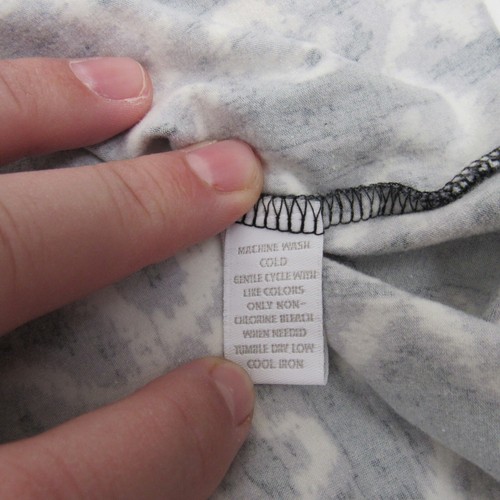 MACHINE WASH
COLD
GENTLE CYCLE WITH
LIKE COLORS
ONLY NON-
CHLORINE BLEACH
WHEN NEEDED
TUMBLE DRY LOW
COOL IRON